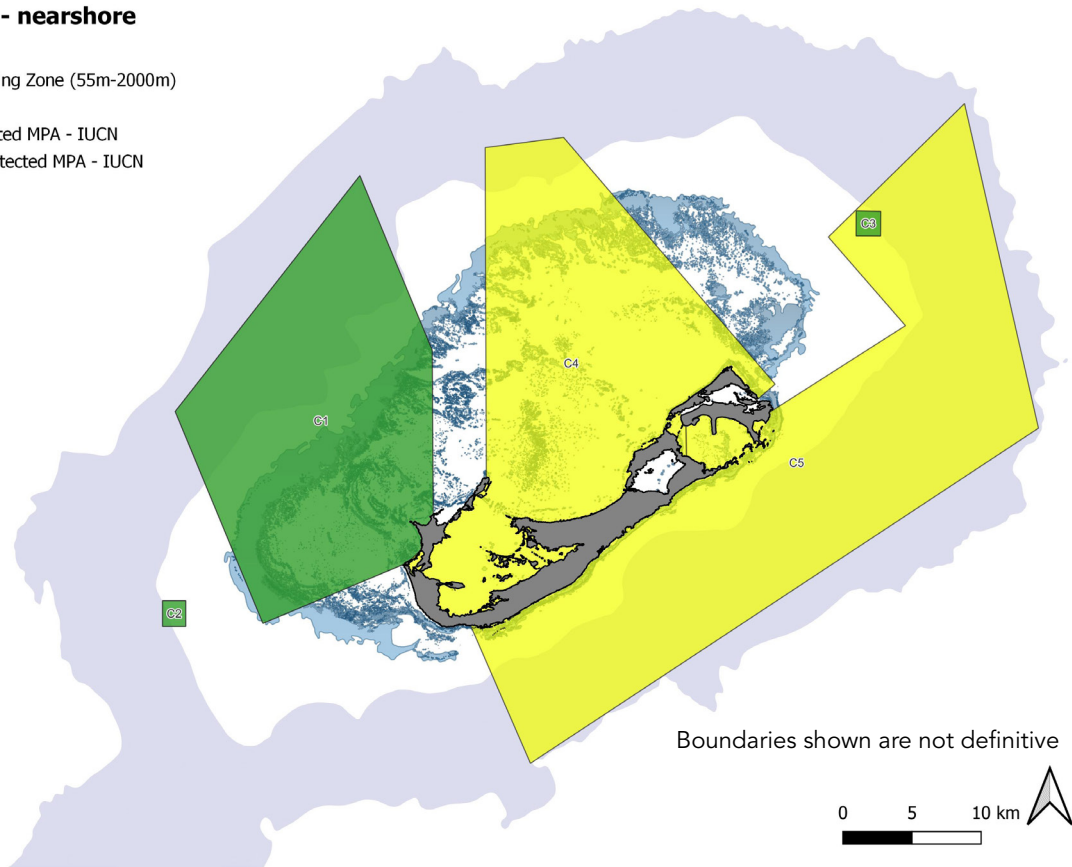 - nearshore
ng Zone (55m-2000m)
ted MPA - IUCN
tected MPA - IUCN
C3
C4
C1
C5
C2
Boundaries shown are not definitive
0 5 10 km